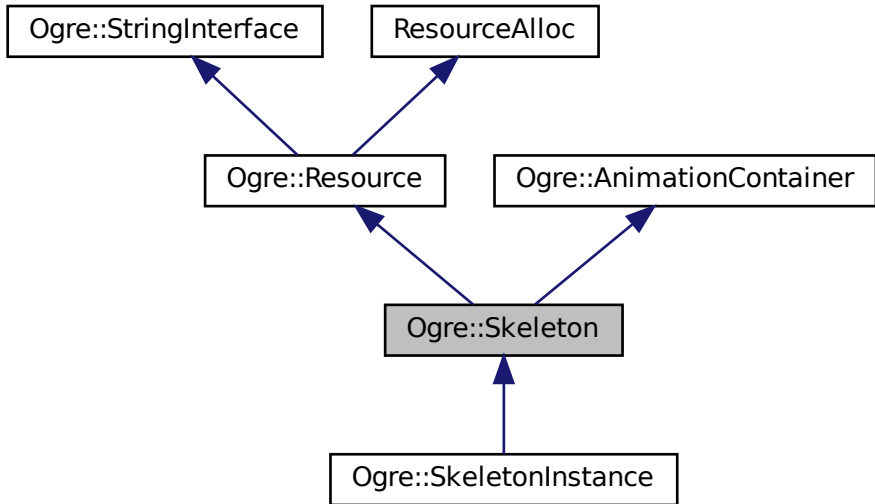 Ogre::StringInterface
ResourceAlloc
Ogre::Resource
Ogre::AnimationContainer
Ogre::Skeleton
Ogre::SkeletonInstance